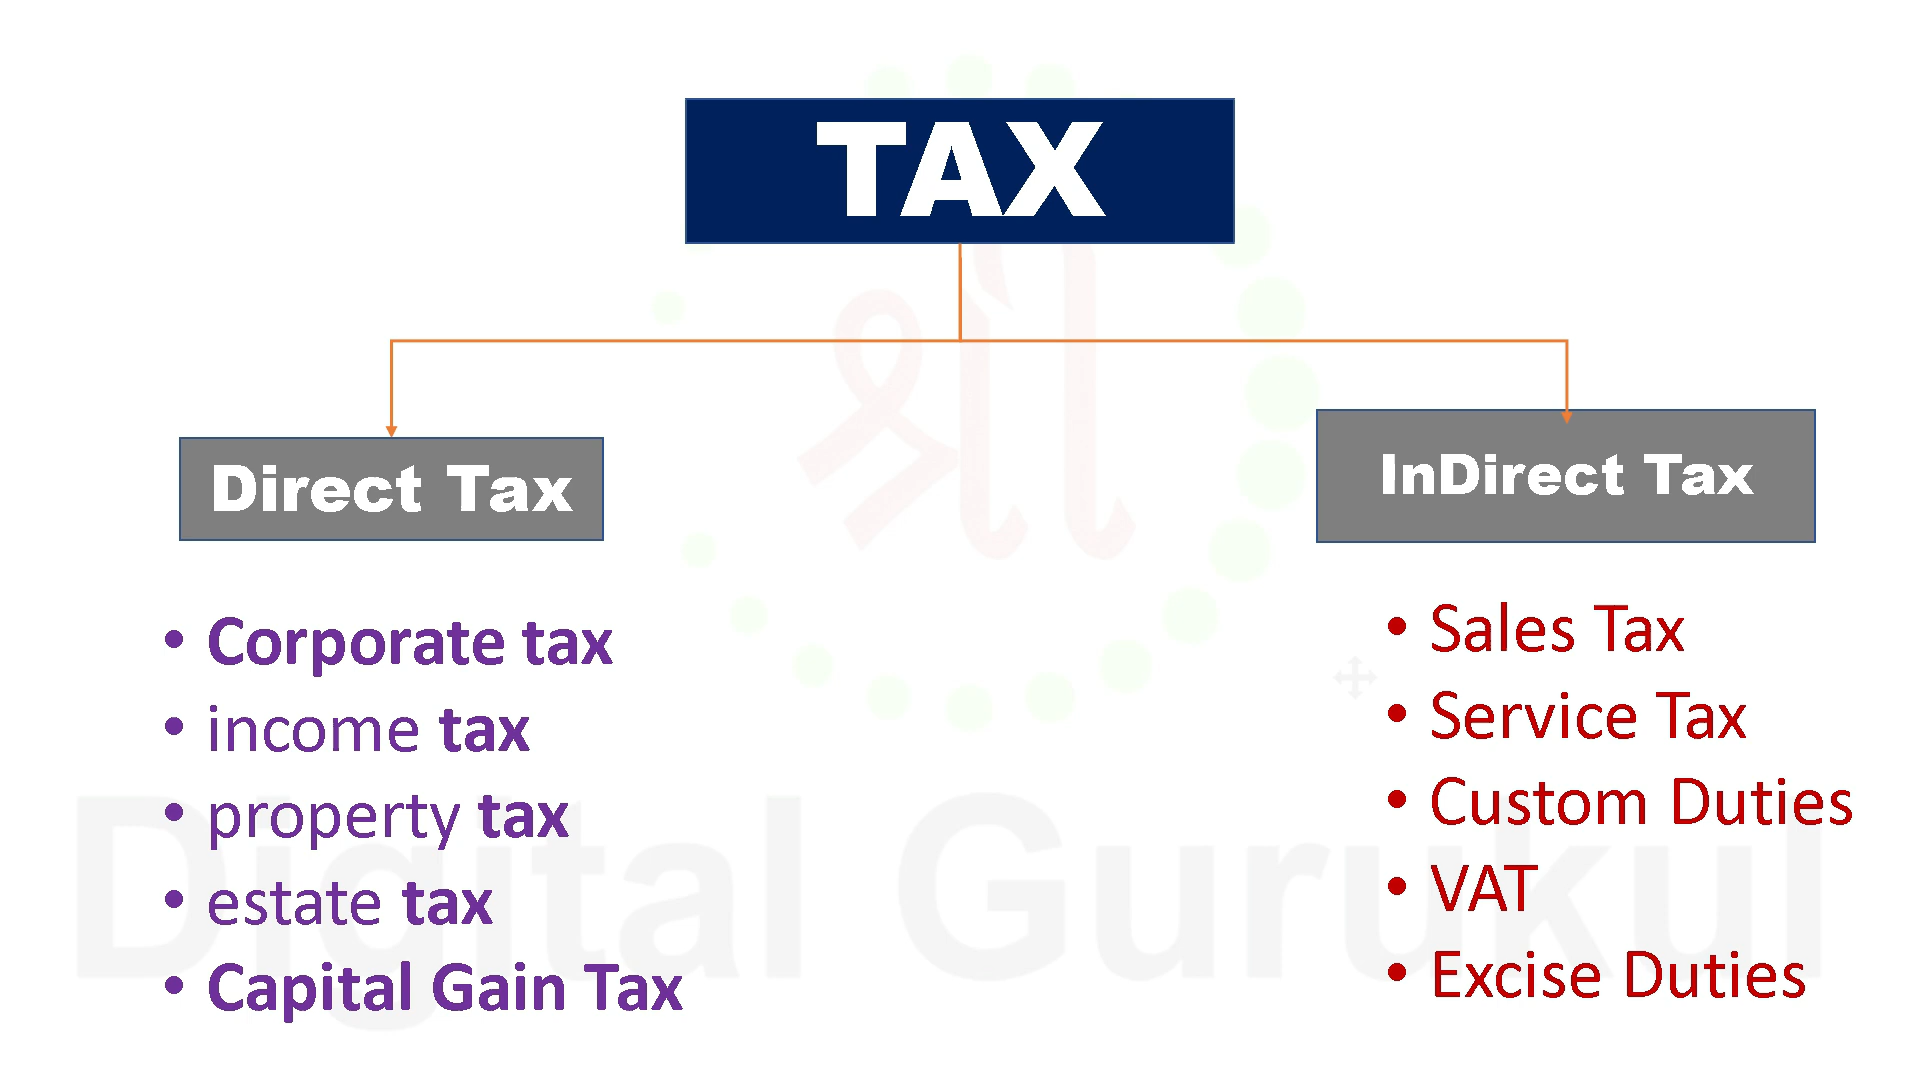 TAX
Direct Tax
InDirect Tax
• Corporate tax
• income tax
• property tax
• estate tax
• Capital Gain Tax
• Sales Tax
• Service Tax
• Custom Duties
• VAT
• Excise Duties
श्री
Digital Gurukul